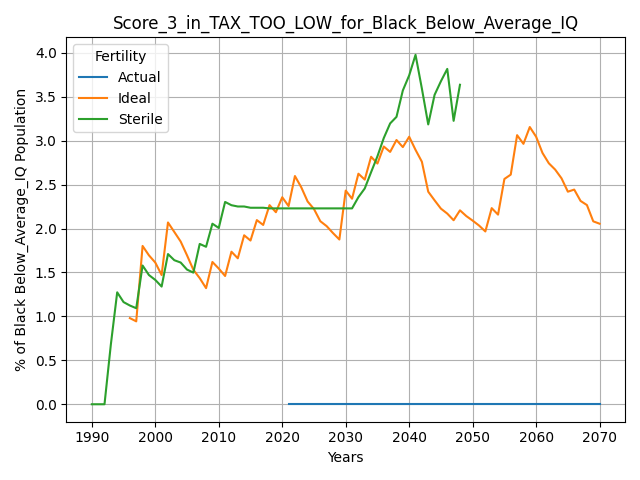 Score_3_in_TAX_TOO_LOW_for_Black_Below_Average_IQ
Fertility
Actual
Ideal
Sterile
% of Black Below_Average_IQ Population
4.0
3.5
3.0
2.5
2.0
1.5
1.0
0.5
0.0
1990 2000 2010 2020 2030 2040 2050 2060 2070
Years